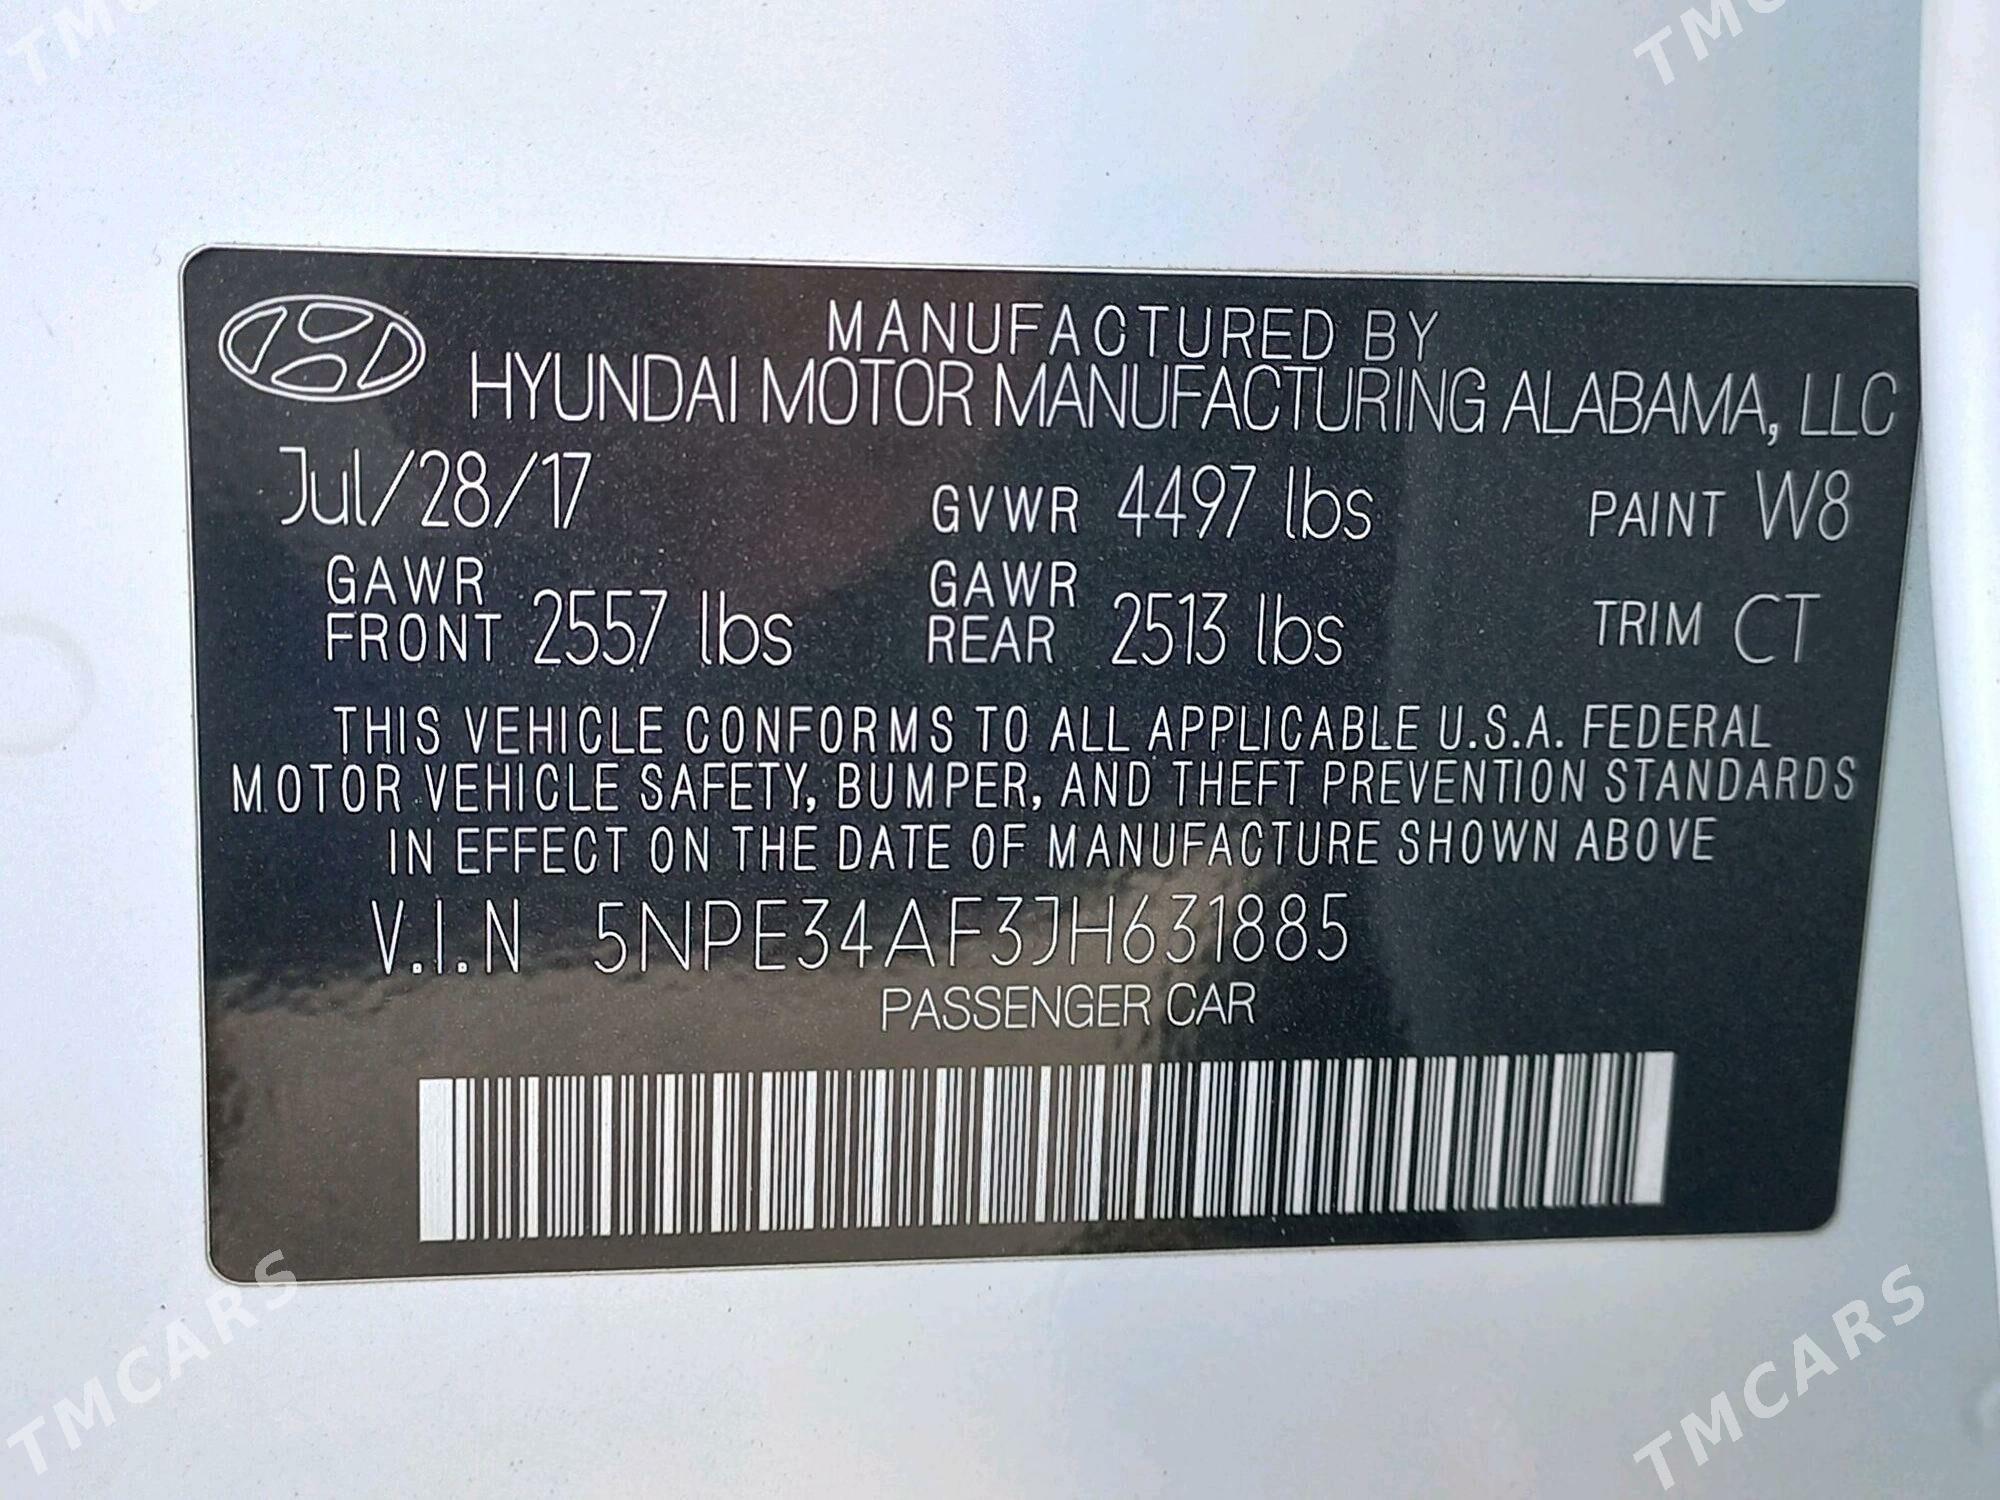 MANUFACTURED BY
HYUNDAI MOTOR MANUFACTURING ALABAMA, LLC
Jul/28/17 GVWR 4497 lbs PAINT W8
GAWR FRONT 2557 lbs GAWR REAR 2513 lbs TRIM CT
THIS VEHICLE CONFORMS TO ALL APPLICABLE U.S.A. FEDERAL
MOTOR VEHICLE SAFETY, BUMPER, AND THEFT PREVENTION STANDARDS
IN EFFECT ON THE DATE OF MANUFACTURE SHOWN ABOVE
V.I.N 5NPE34AF3JH631885
PASSENGER CAR
TMCARS
TMCARS